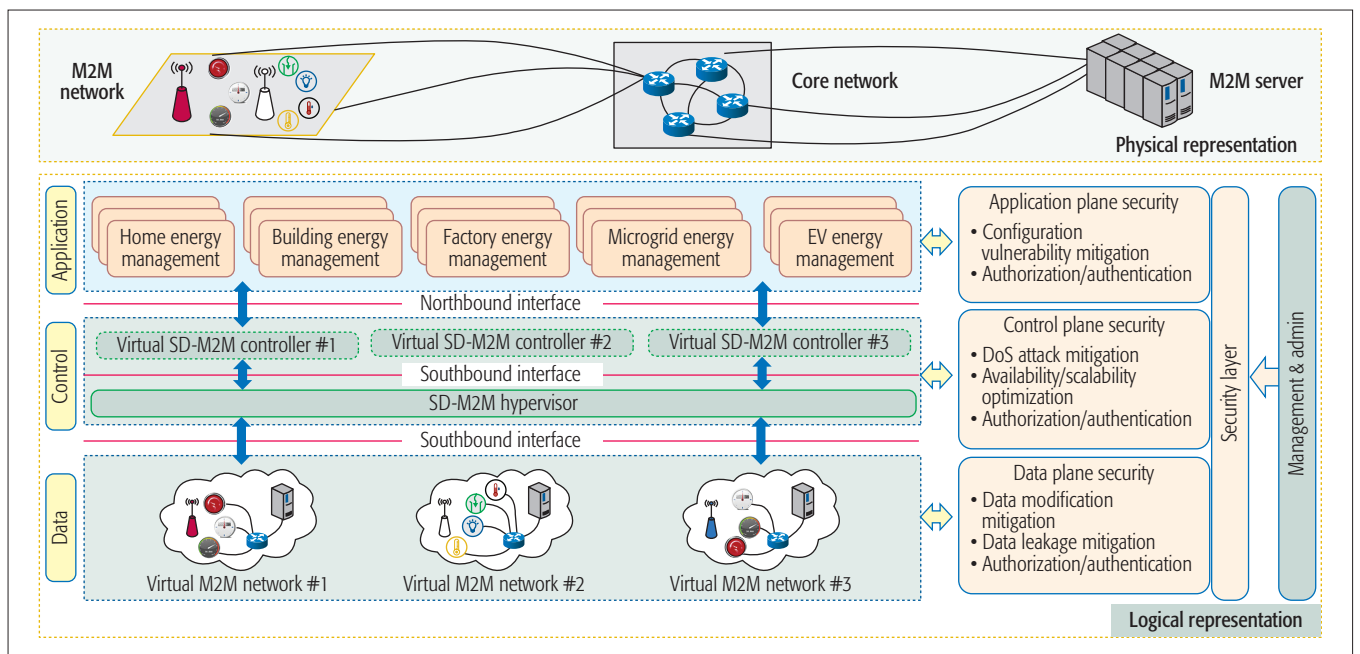 M2M
network
Core network
M2M server
Physical representation
Application
Home energy
management
Building energy
management
Factory energy
management
Microgrid energy
management
EV energy
management
Application plane security
• Configuration
vulnerability mitigation
• Authorization/authentication
Northbound interface
Control
Virtual SD-M2M controller #1
Virtual SD-M2M controller #2
Virtual SD-M2M controller #3
Southbound interface
SD-M2M hypervisor
Control plane security
• DoS attack mitigation
• Availability/scalability
optimization
• Authorization/authentication
Southbound interface
Data
Virtual M2M network #1
Virtual M2M network #2
Virtual M2M network #3
Data plane security
• Data modification
mitigation
• Data leakage mitigation
• Authorization/authentication
Security layer
Management & admin
Logical representation